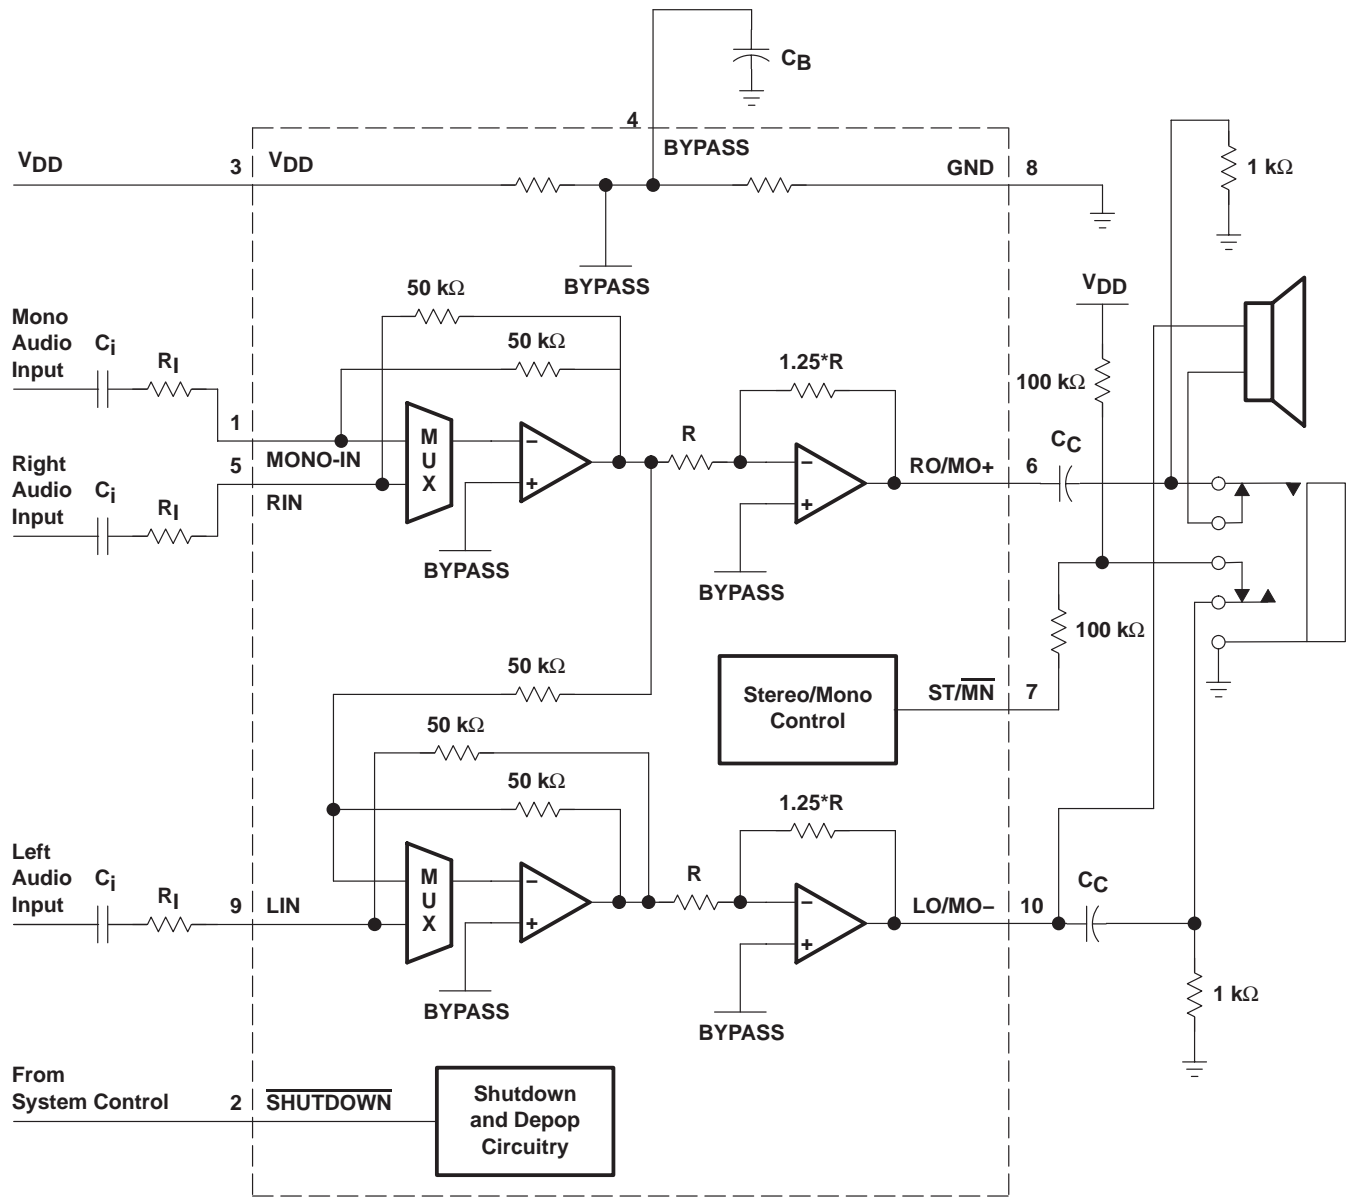 CB
4
BYPASS
VDD
3
VDD
GND
8
1 kΩ
BYPASS
VDD
50 kΩ
Mono
Audio
Input
Ci
RI
50 kΩ
1.25*R
100 kΩ
1
MONO-IN
M
U
X
−
+
R
−
+
RO/MO+
6
CC
Right
Audio
Input
Ci
RI
5
RIN
BYPASS
BYPASS
100 kΩ
50 kΩ
Stereo/Mono
Control
ST/MN
7
50 kΩ
50 kΩ
1.25*R
Left
Audio
Input
Ci
RI
9
LIN
M
U
X
−
+
R
−
+
LO/MO−
10
CC
BYPASS
BYPASS
1 kΩ
From
System Control
2
SHUTDOWN
Shutdown
and Depop
Circuitry